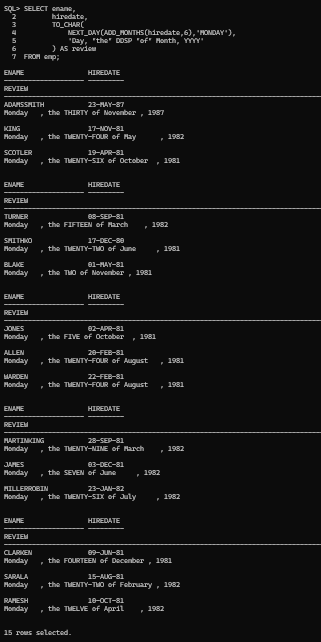 SQL> SELECT ename,
  2         hiredate,
  3         TO_CHAR(
  4             NEXT_DAY(ADD_MONTHS(hiredate,6),'MONDAY'),
  5             'Day, "the" DDSP "of" Month, YYYY'
  6         ) AS review
  7  FROM emp;
ENAME                HIREDATE
REVIEW
ADAMSSMITH           23-MAY-87
Monday   , the THIRTY of November , 1987
KING                 17-NOV-81
Monday   , the TWENTY-FOUR of May       , 1982
SCOTLER              19-APR-81
Monday   , the TWENTY-SIX of October  , 1981
ENAME                HIREDATE
REVIEW
TURNER               08-SEP-81
Monday   , the FIFTEEN of March    , 1982
SMITHKO              17-DEC-80
Monday   , the TWENTY-TWO of June     , 1981
BLAKE                01-MAY-81
Monday   , the TWO of November , 1981
ENAME                HIREDATE
REVIEW
JONES                02-APR-81
Monday   , the FIVE of October  , 1981
ALLEN                20-FEB-81
Monday   , the TWENTY-FOUR of August   , 1981
WARDEN               22-FEB-81
Monday   , the TWENTY-FOUR of August   , 1981
ENAME                HIREDATE
REVIEW
MARTINKING           28-SEP-81
Monday   , the TWENTY-NINE of March    , 1982
JAMES                03-DEC-81
Monday   , the SEVEN of June     , 1982
MILLERROBIN          23-JAN-82
Monday   , the TWENTY-SIX of July     , 1982
ENAME                HIREDATE
REVIEW
CLARKEN              09-JUN-81
Monday   , the FOURTEEN of December , 1981
SARALA               15-AUG-81
Monday   , the TWENTY-TWO of February , 1982
RAMESH               10-OCT-81
Monday   , the TWELVE of April    , 1982
15 rows selected.